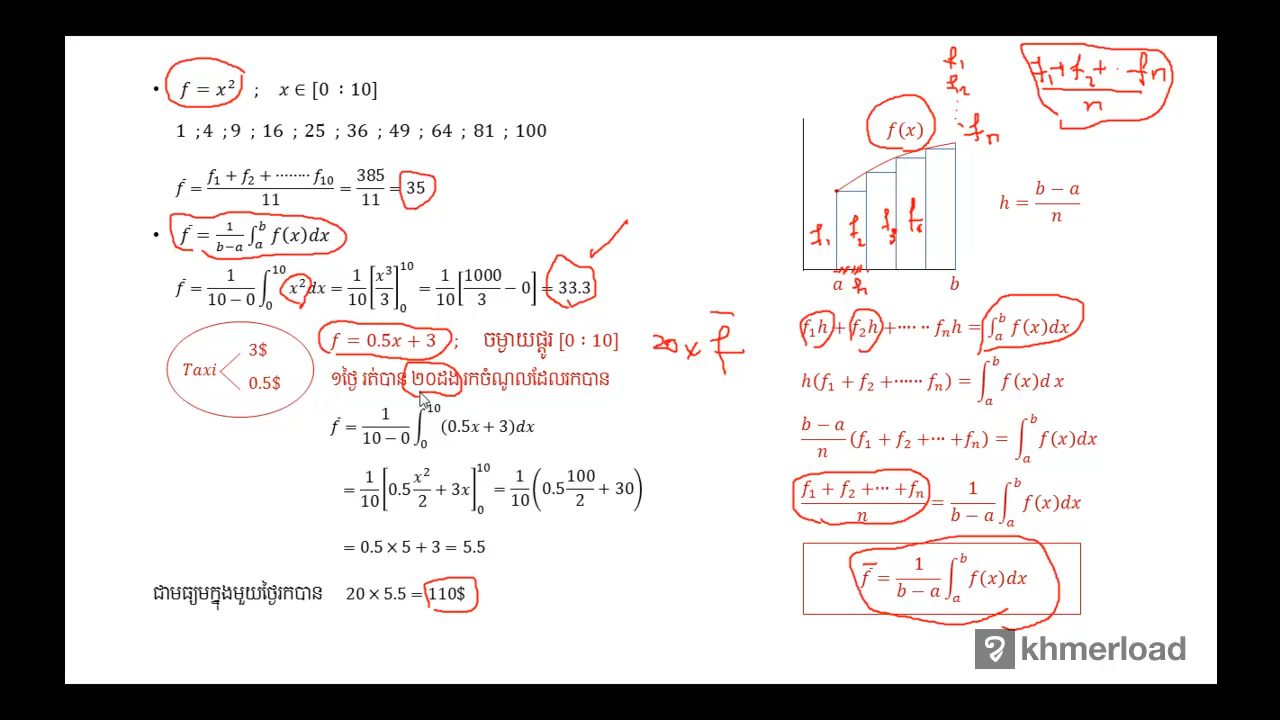 • f = x² ; x ∈ [0 : 10]
1 ; 4 ; 9 ; 16 ; 25 ; 36 ; 49 ; 64 ; 81 ; 100
f̄ = (f₁ + f₂ + ········ f₁₀)/11 = 385/11 = 35
• f̄ = 1/(b−a) ∫ₐᵇ f(x)dx
f̄ = 1/(10 − 0) ∫₀¹⁰ x² dx = 1/10 [x³/3]₀¹⁰ = 1/10 [1000/3 − 0] = 33.3
Taxi
3$
0.5$
f = 0.5x + 3 ; ចម្ងាយផ្លូវ [0 : 10]
១ថ្ងៃ រត់បាន ២០ដង រកចំណូលដែលរកបាន
20 × f̄
f̄ = 1/(10 − 0) ∫₀¹⁰ (0.5x + 3)dx
= 1/10 [0.5 x²/2 + 3x]₀¹⁰ = 1/10 (0.5 100/2 + 30)
= 0.5 × 5 + 3 = 5.5
ជាមធ្យមក្នុងមួយថ្ងៃរកបាន 20 × 5.5 = 110$
f₁
f₂
⋮
fₙ
(f₁ + f₂ + ·· fn)/n
f(x)
f₁ f₂ f₃ f₄
a b
h
h = (b − a)/n
f₁h + f₂h + ····· fₙh = ∫ₐᵇ f(x)dx
h(f₁ + f₂ + ······ fₙ) = ∫ₐᵇ f(x)dx
(b − a)/n (f₁ + f₂ + ··· + fₙ) = ∫ₐᵇ f(x)dx
(f₁ + f₂ + ··· + fₙ)/n = 1/(b − a) ∫ₐᵇ f(x)dx
f̄ = 1/(b − a) ∫ₐᵇ f(x)dx
khmerload